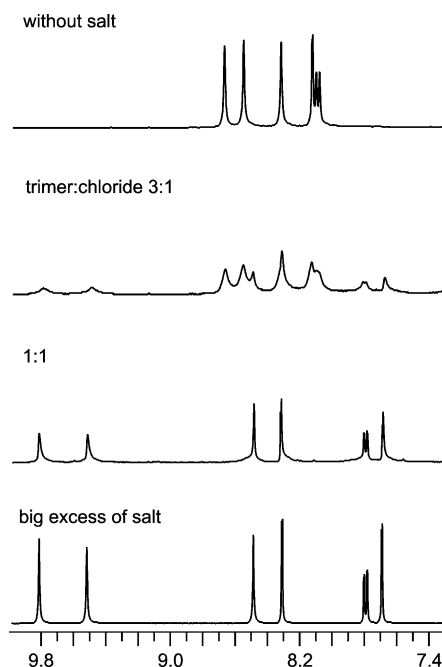 without salt
trimer:chloride 3:1
1:1
big excess of salt
9.8 9.0 8.2 7.4